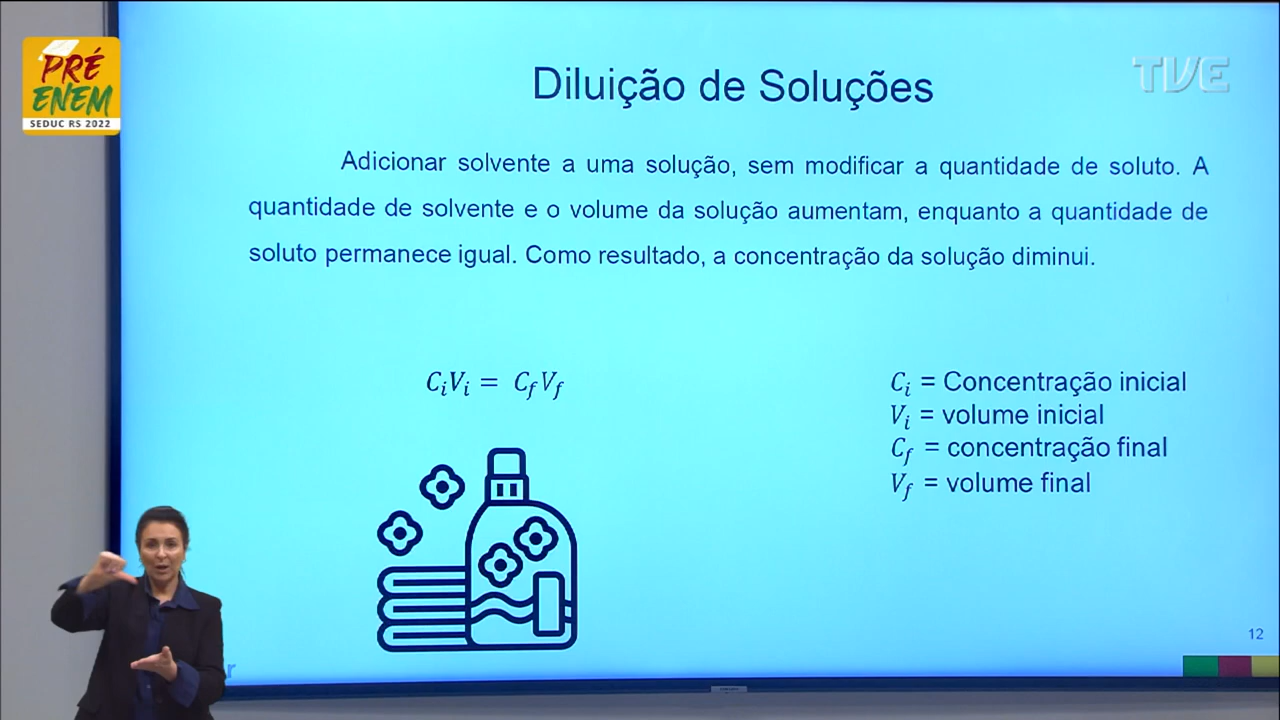 PRÉ
ENEM
SEDUC RS 2022
TVE
Diluição de Soluções
Adicionar solvente a uma solução, sem modificar a quantidade de soluto. A
quantidade de solvente e o volume da solução aumentam, enquanto a quantidade de
soluto permanece igual. Como resultado, a concentração da solução diminui.
CᵢVᵢ = C_f V_f
Cᵢ = Concentração inicial
Vᵢ = volume inicial
C_f = concentração final
V_f = volume final
12